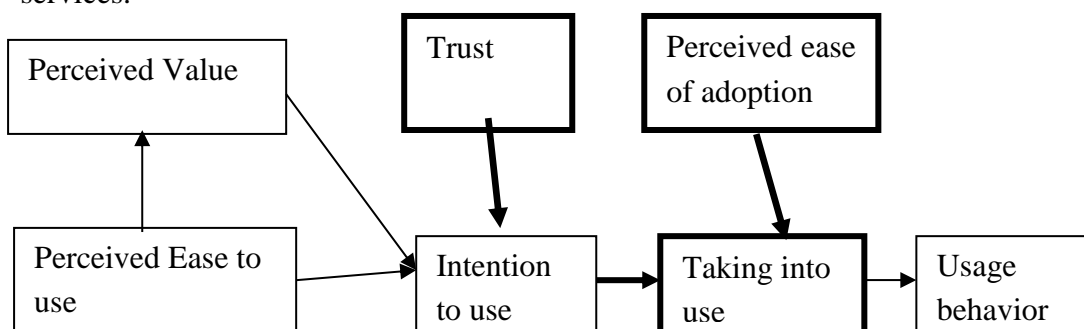 services.
Perceived Value
Trust
Perceived ease
of adoption
Perceived Ease to
use
Intention
to use
Taking into
use
Usage
behavior